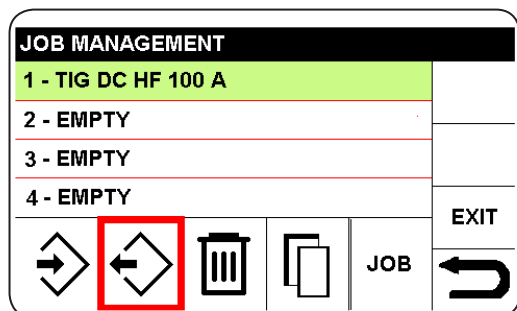 JOB MANAGEMENT
1 - TIG DC HF 100 A
2 - EMPTY
3 - EMPTY
4 - EMPTY
EXIT
JOB